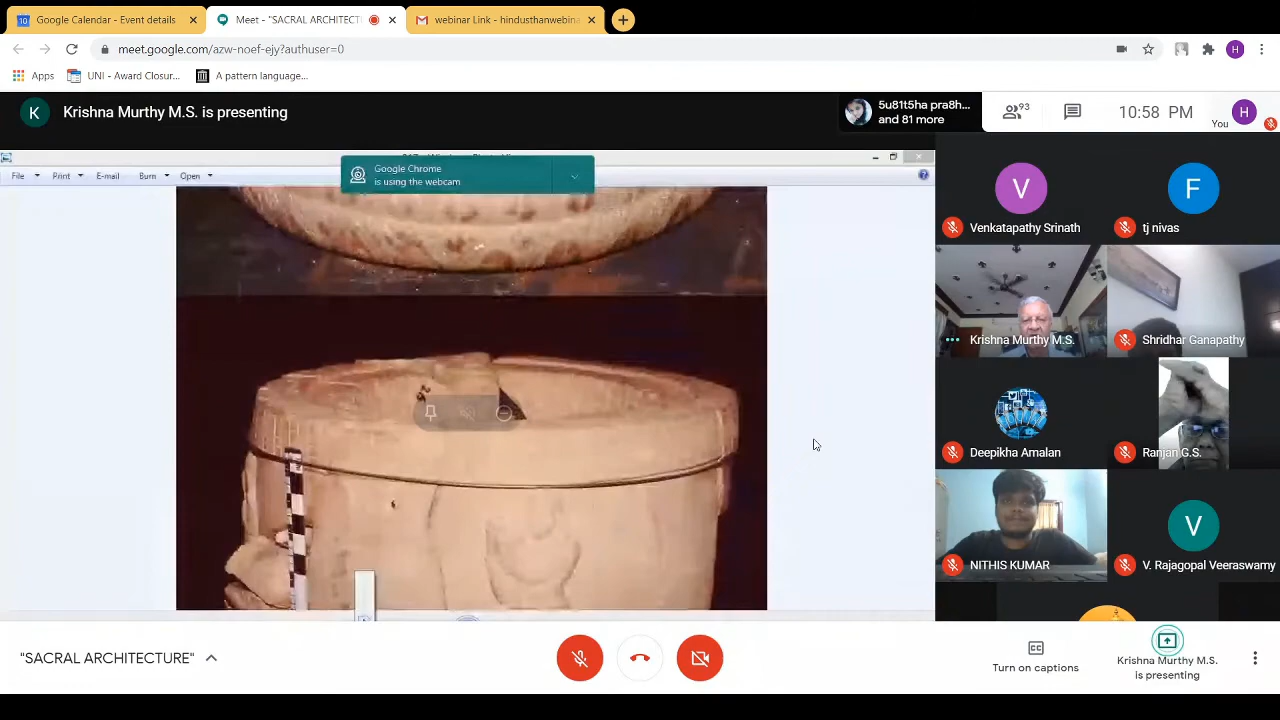 Google Calendar - Event details
Meet - "SACRAL ARCHITECT
webinar Link - hindusthanwebina
meet.google.com/azw-noef-ejy?authuser=0
H
Apps
UNI - Award Closur...
A pattern language...
K
Krishna Murthy M.S. is presenting
5u81t5ha pra8h...
and 81 more
93
10:58 PM
You
H
Google Chrome
is using the webcam
File
Print
E-mail
Burn
Open
V
Venkatapathy Srinath
F
tj nivas
Krishna Murthy M.S.
Shridhar Ganapathy
Deepikha Amalan
Ranjan G.S.
NITHIS KUMAR
V
V. Rajagopal Veeraswamy
"SACRAL ARCHITECTURE"
CC
Turn on captions
Krishna Murthy M.S.
is presenting